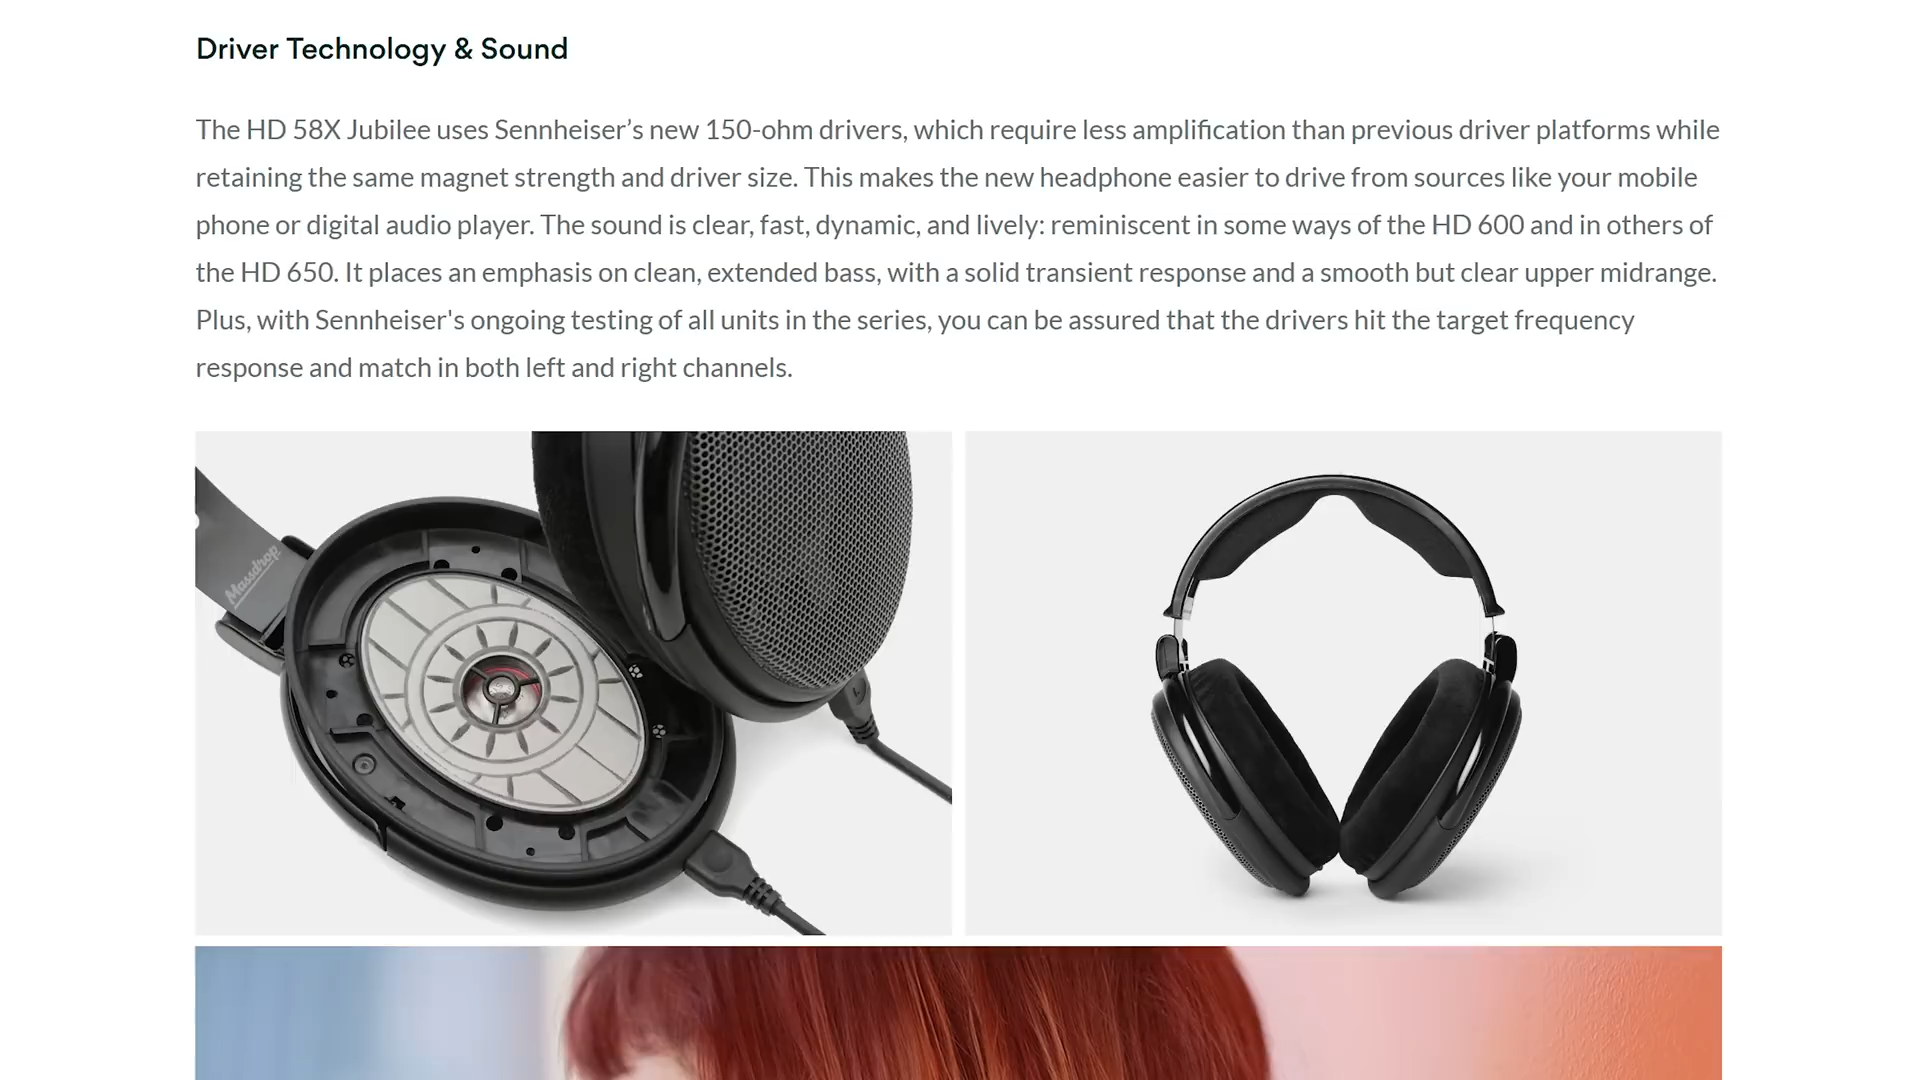 Driver Technology & Sound
The HD 58X Jubilee uses Sennheiser’s new 150-ohm drivers, which require less amplification than previous driver platforms while
retaining the same magnet strength and driver size. This makes the new headphone easier to drive from sources like your mobile
phone or digital audio player. The sound is clear, fast, dynamic, and lively: reminiscent in some ways of the HD 600 and in others of
the HD 650. It places an emphasis on clean, extended bass, with a solid transient response and a smooth but clear upper midrange.
Plus, with Sennheiser's ongoing testing of all units in the series, you can be assured that the drivers hit the target frequency
response and match in both left and right channels.
Massdrop